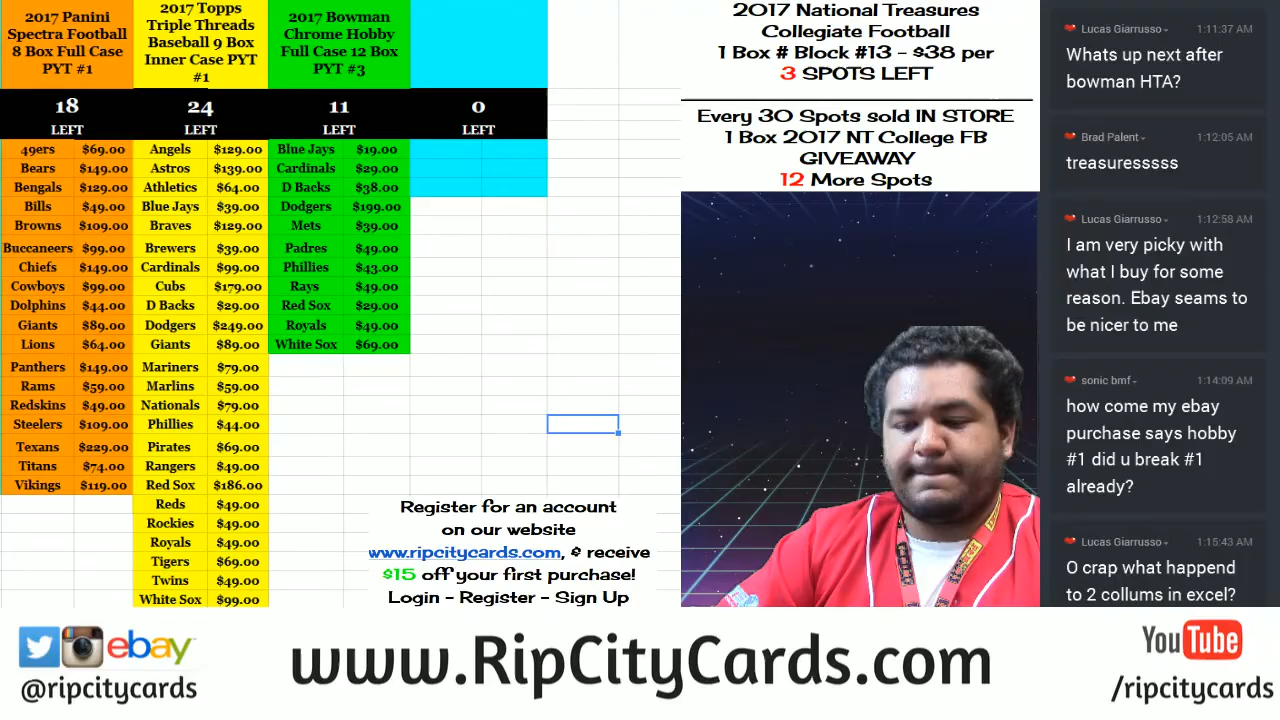 2017 Panini
Spectra Football
8 Box Full Case
PYT #1
18
LEFT
49ers $69.00
Bears $149.00
Bengals $129.00
Bills $49.00
Browns $109.00
Buccaneers $99.00
Chiefs $149.00
Cowboys $99.00
Dolphins $44.00
Giants $89.00
Lions $64.00
Panthers $149.00
Rams $59.00
Redskins $49.00
Steelers $109.00
Texans $229.00
Titans $74.00
Vikings $119.00
2017 Topps
Triple Threads
Baseball 9 Box
Inner Case PYT
#1
24
LEFT
Angels $129.00
Astros $139.00
Athletics $64.00
Blue Jays $39.00
Braves $129.00
Brewers $39.00
Cardinals $99.00
Cubs $179.00
D Backs $29.00
Dodgers $249.00
Giants $89.00
Mariners $79.00
Marlins $59.00
Nationals $79.00
Phillies $44.00
Pirates $69.00
Rangers $49.00
Red Sox $186.00
Reds $49.00
Rockies $49.00
Royals $49.00
Tigers $69.00
Twins $49.00
White Sox $99.00
2017 Bowman
Chrome Hobby
Full Case 12 Box
PYT #3
11
LEFT
Blue Jays $19.00
Cardinals $29.00
D Backs $38.00
Dodgers $199.00
Mets $39.00
Padres $49.00
Phillies $43.00
Rays $49.00
Red Sox $29.00
Royals $49.00
White Sox $69.00
0
LEFT
Register for an account
on our website
www.ripcitycards.com, & receive
$15 off your first purchase!
Login - Register - Sign Up
2017 National Treasures
Collegiate Football
1 Box # Block #13 - $38 per
3 SPOTS LEFT
Every 30 Spots sold IN STORE
1 Box 2017 NT College FB
GIVEAWAY
12 More Spots
Lucas Giarrusso 1:11:37 AM
Whats up next after
bowman HTA?
Brad Palent 1:12:05 AM
treasuresssss
Lucas Giarrusso 1:12:58 AM
I am very picky with
what I buy for some
reason. Ebay seams to
be nicer to me
sonic bmf 1:14:09 AM
how come my ebay
purchase says hobby
#1 did u break #1
already?
Lucas Giarrusso 1:15:43 AM
O crap what happend
to 2 collums in excel?
ebay
@ripcitycards
www.RipCityCards.com
YouTube
/ripcitycards